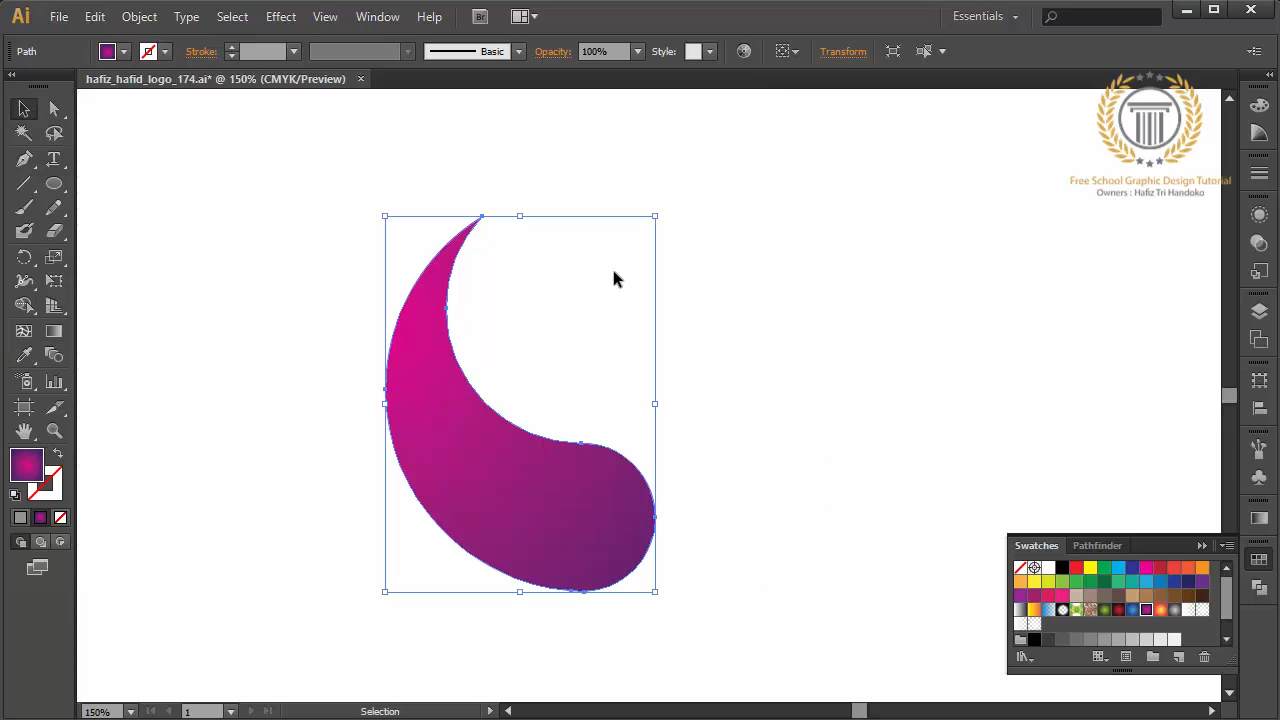 Ai File Edit Object Type Select Effect View Window Help Br Essentials
Path Stroke: Basic Opacity: 100% Style: Transform
hafiz_hafid_logo_174.ai* @ 150% (CMYK/Preview)
Free School Graphic Design Tutorial
Owners : Hafiz Tri Handoko
Swatches Pathfinder
150% 1 Selection